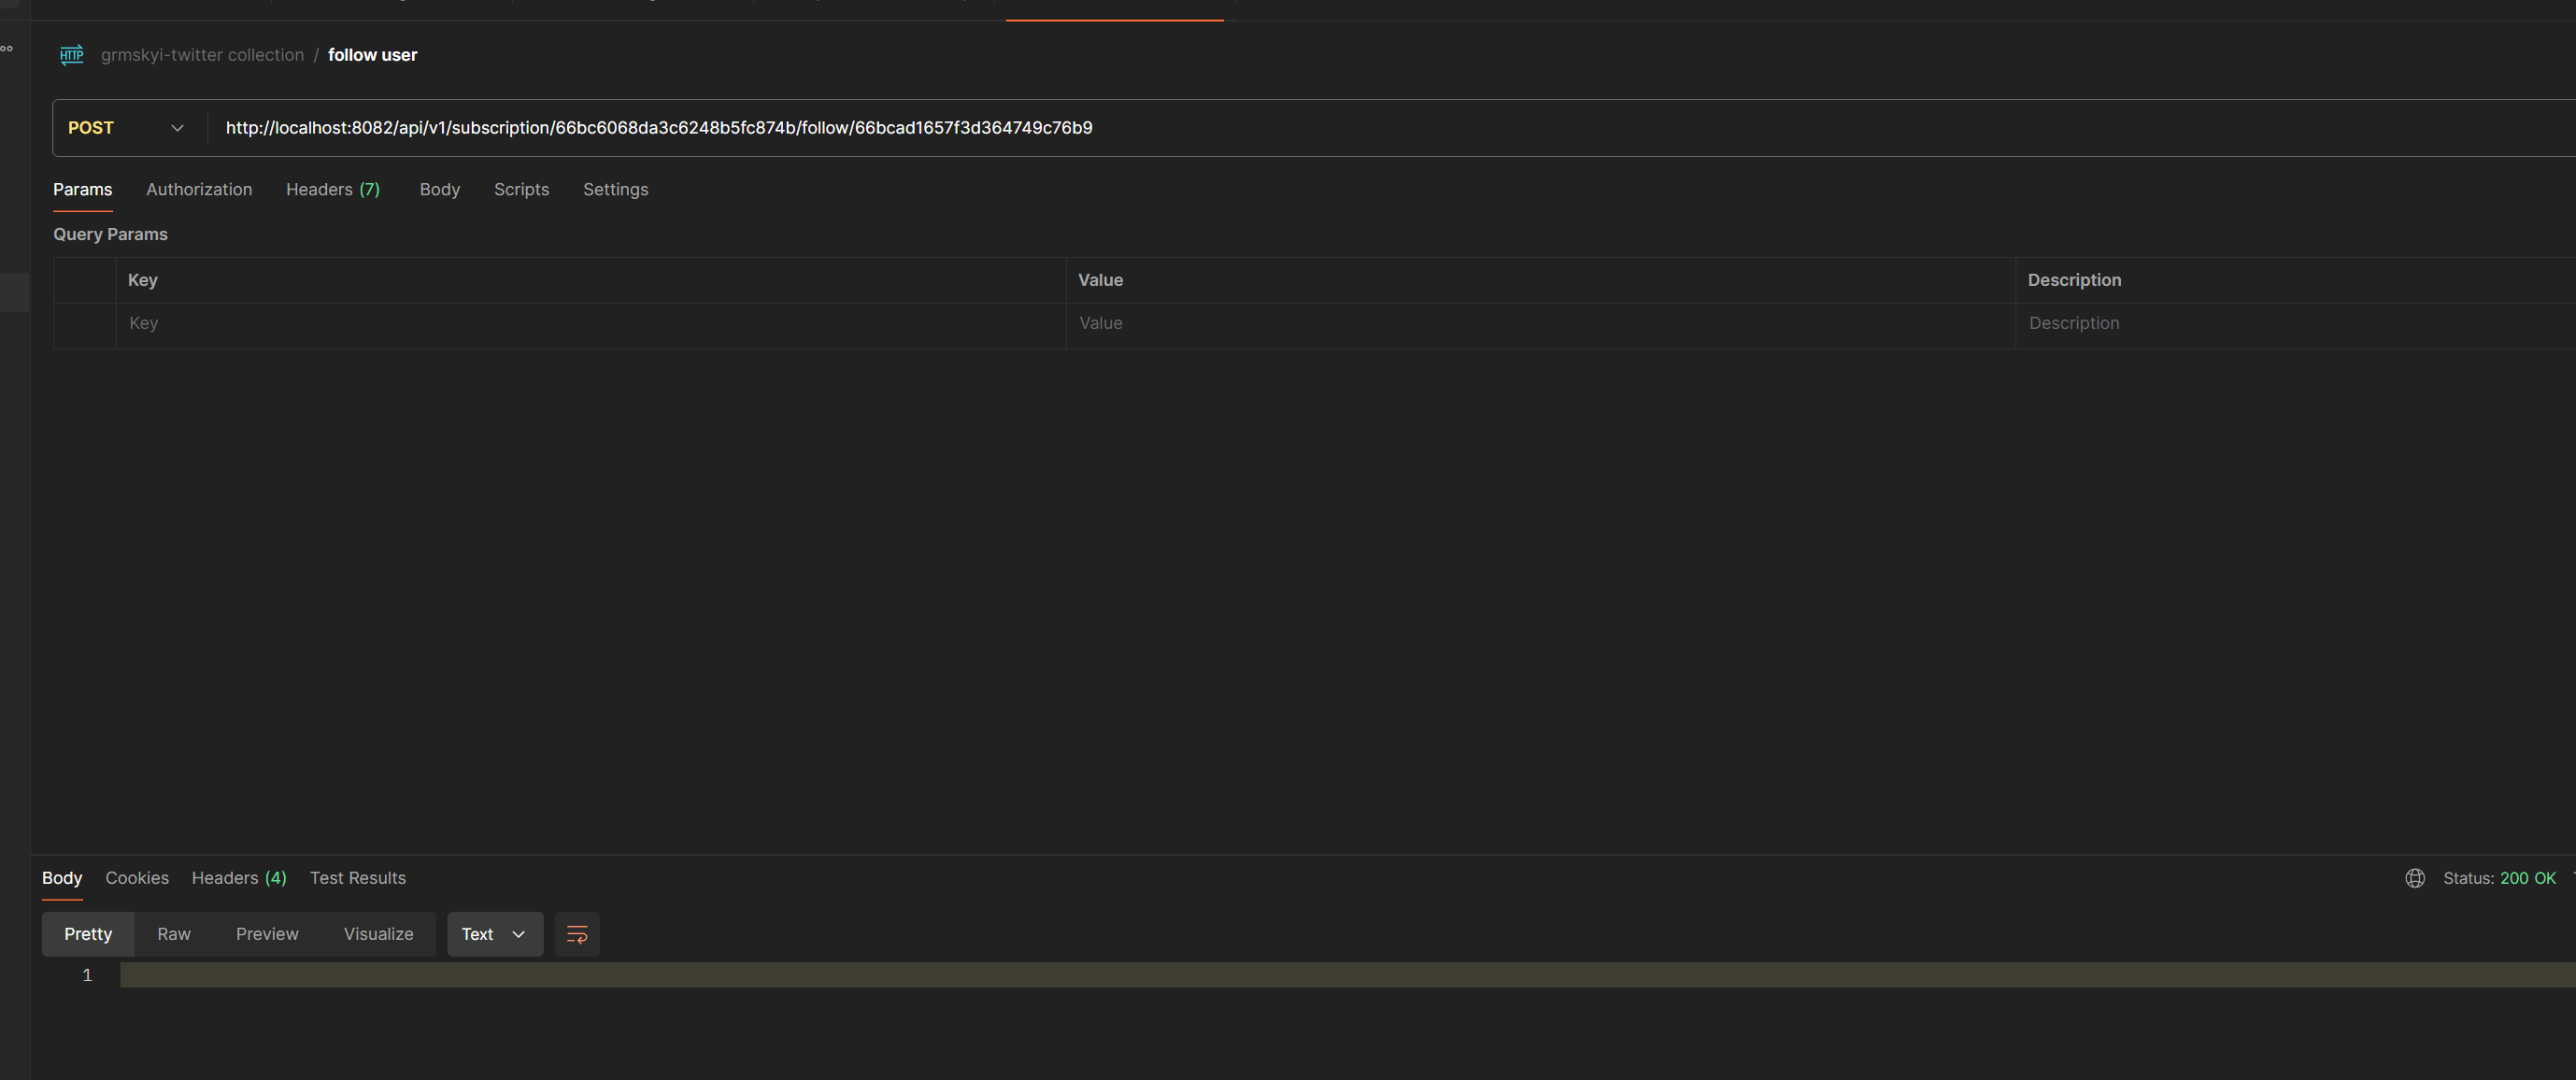 HTTP grmskyi-twitter collection / follow user
POST http://localhost:8082/api/v1/subscription/66bc6068da3c6248b5fc874b/follow/66bcad1657f3d364749c76b9
Params Authorization Headers (7) Body Scripts Settings
Query Params
Key Value Description
Key Value Description
Body Cookies Headers (4) Test Results Status: 200 OK
Pretty Raw Preview Visualize Text
1